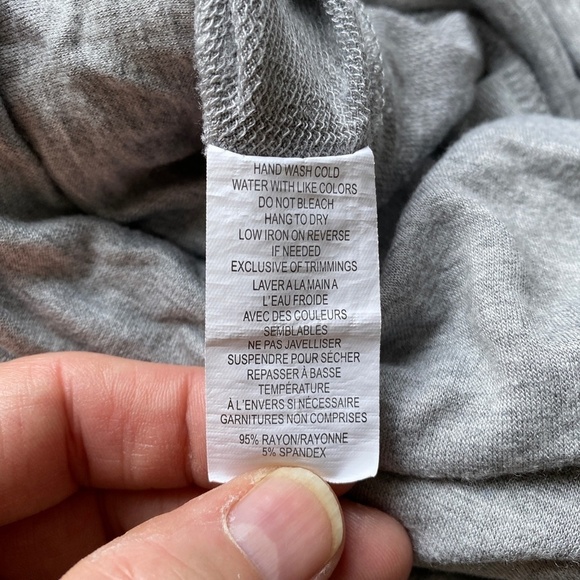 HAND WASH COLD
WATER WITH LIKE COLORS
DO NOT BLEACH
HANG TO DRY
LOW IRON ON REVERSE
IF NEEDED
EXCLUSIVE OF TRIMMINGS
LAVER A LA MAIN A
L'EAU FROIDE
AVEC DES COULEURS
SEMBLABLES
NE PAS JAVELLISER
SUSPENDRE POUR SÉCHER
REPASSER À BASSE
TEMPÉRATURE
À L'ENVERS SI NÉCESSAIRE
GARNITURES NON COMPRISES
95% RAYON/RAYONNE
5% SPANDEX